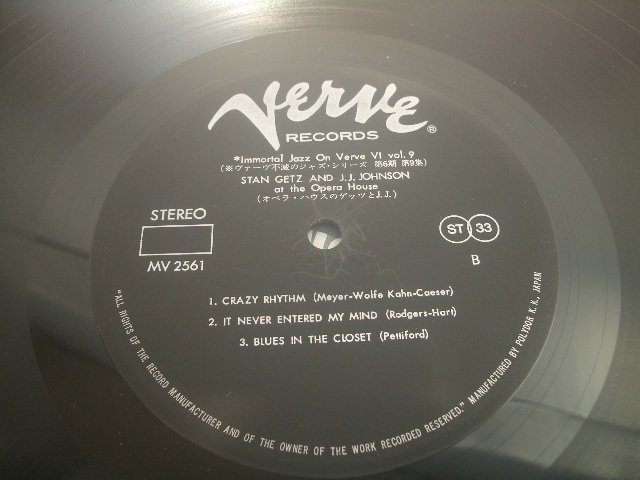 Verve
RECORDS ®
*Immortal Jazz On Verve VI vol. 9
(※ヴァーヴ不滅のジャズ・シリーズ 第6期 第9集)
STAN GETZ AND J.J. JOHNSON
at the Opera House
(オペラ・ハウスのゲッツとJ.J.)
STEREO
MV 2561
ST 33
B
1. CRAZY RHYTHM (Meyer-Wolfe Kahn-Caeser)
2. IT NEVER ENTERED MY MIND (Rodgers-Hart)
3. BLUES IN THE CLOSET (Pettiford)
"ALL RIGHTS OF THE RECORD MANUFACTURER AND OF THE OWNER OF THE WORK RECORDED RESERVED." MANUFACTURED BY POLYDOR K.K., JAPAN